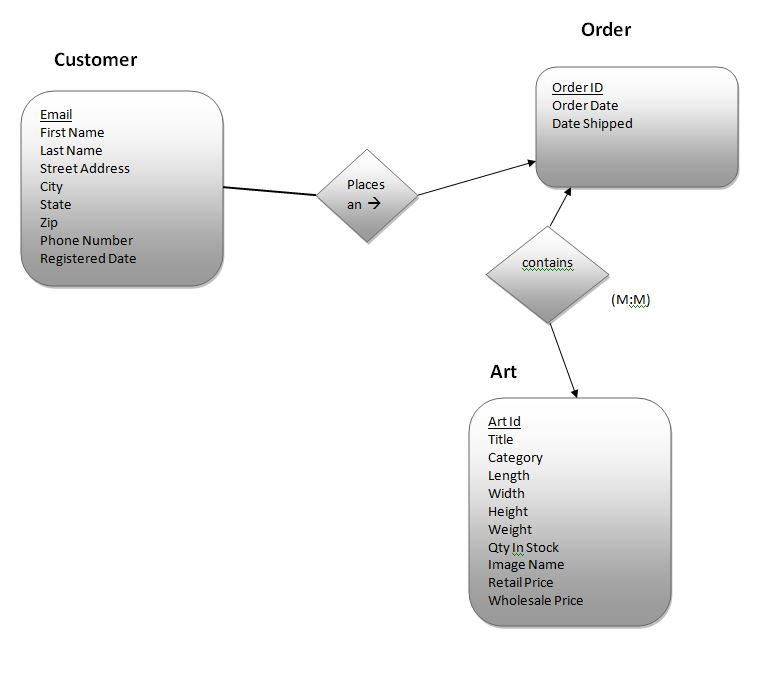 Customer
Email
First Name
Last Name
Street Address
City
State
Zip
Phone Number
Registered Date
Places
an →
Order
Order ID
Order Date
Date Shipped
contains
(M:M)
Art
Art Id
Title
Category
Length
Width
Height
Weight
Qty In Stock
Image Name
Retail Price
Wholesale Price